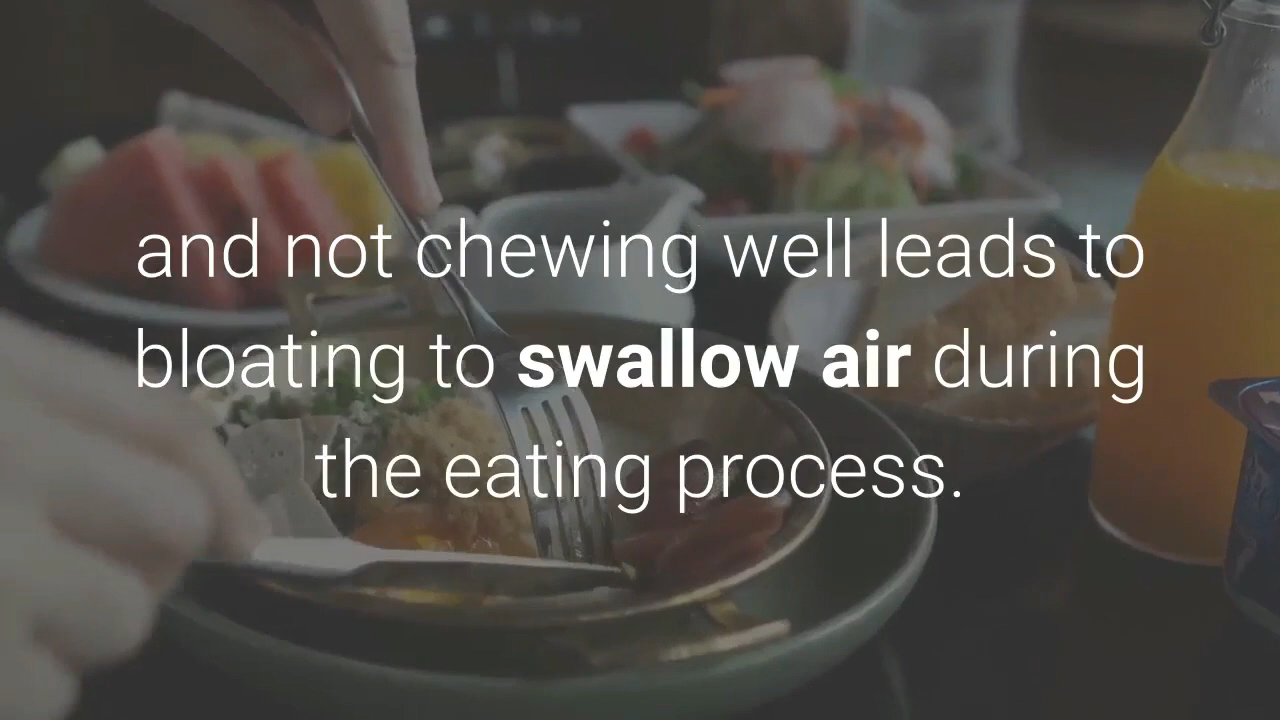 and not chewing well leads to
bloating to swallow air during
the eating process.